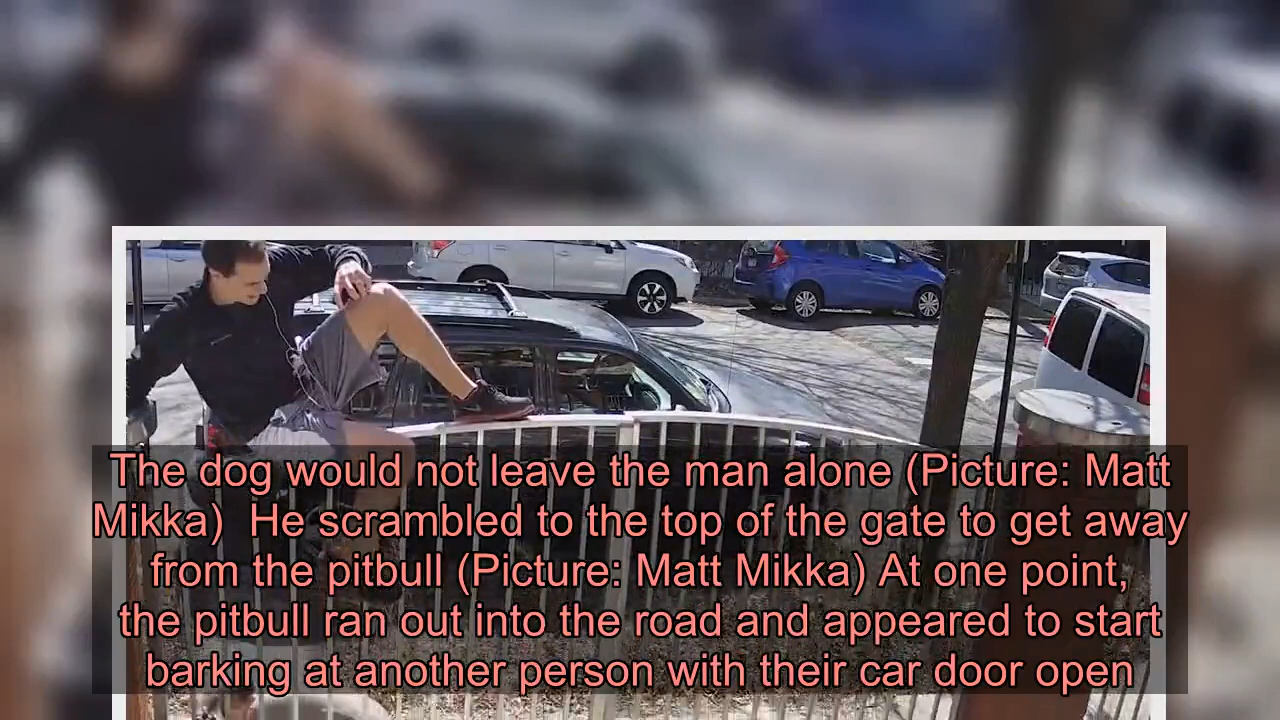 The dog would not leave the man alone (Picture: Matt
Mikka)  He scrambled to the top of the gate to get away
from the pitbull (Picture: Matt Mikka) At one point,
the pitbull ran out into the road and appeared to start
barking at another person with their car door open